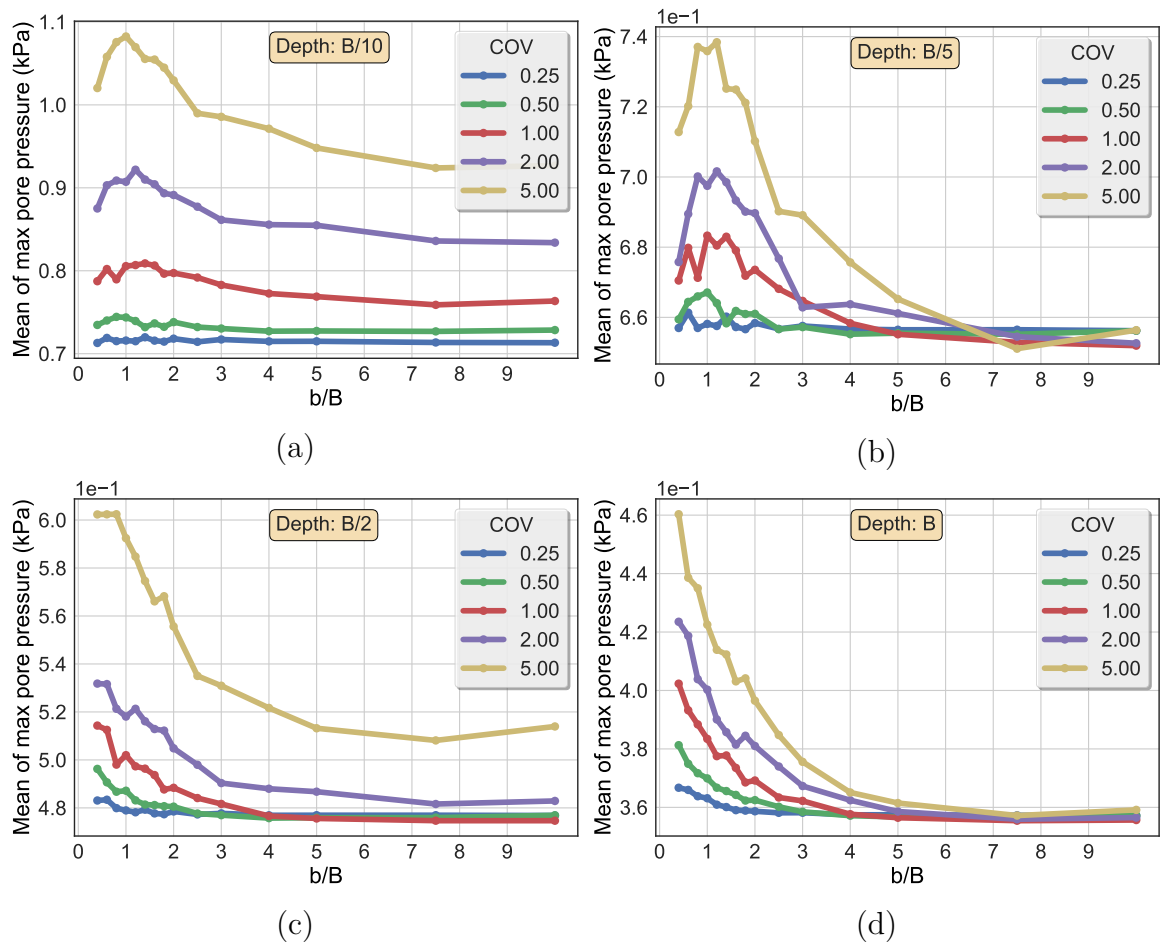 Mean of max pore pressure (kPa)
1.1
1.0
0.9
0.8
0.7
Depth: B/10
COV
0.25
0.50
1.00
2.00
5.00
0 1 2 3 4 5 6 7 8 9
b/B
(a)
1e−1
Mean of max pore pressure (kPa)
7.4
7.2
7.0
6.8
6.6
Depth: B/5
COV
0.25
0.50
1.00
2.00
5.00
0 1 2 3 4 5 6 7 8 9
b/B
(b)
1e−1
Mean of max pore pressure (kPa)
6.0
5.8
5.6
5.4
5.2
5.0
4.8
Depth: B/2
COV
0.25
0.50
1.00
2.00
5.00
0 1 2 3 4 5 6 7 8 9
b/B
(c)
1e−1
Mean of max pore pressure (kPa)
4.6
4.4
4.2
4.0
3.8
3.6
Depth: B
COV
0.25
0.50
1.00
2.00
5.00
0 1 2 3 4 5 6 7 8 9
b/B
(d)